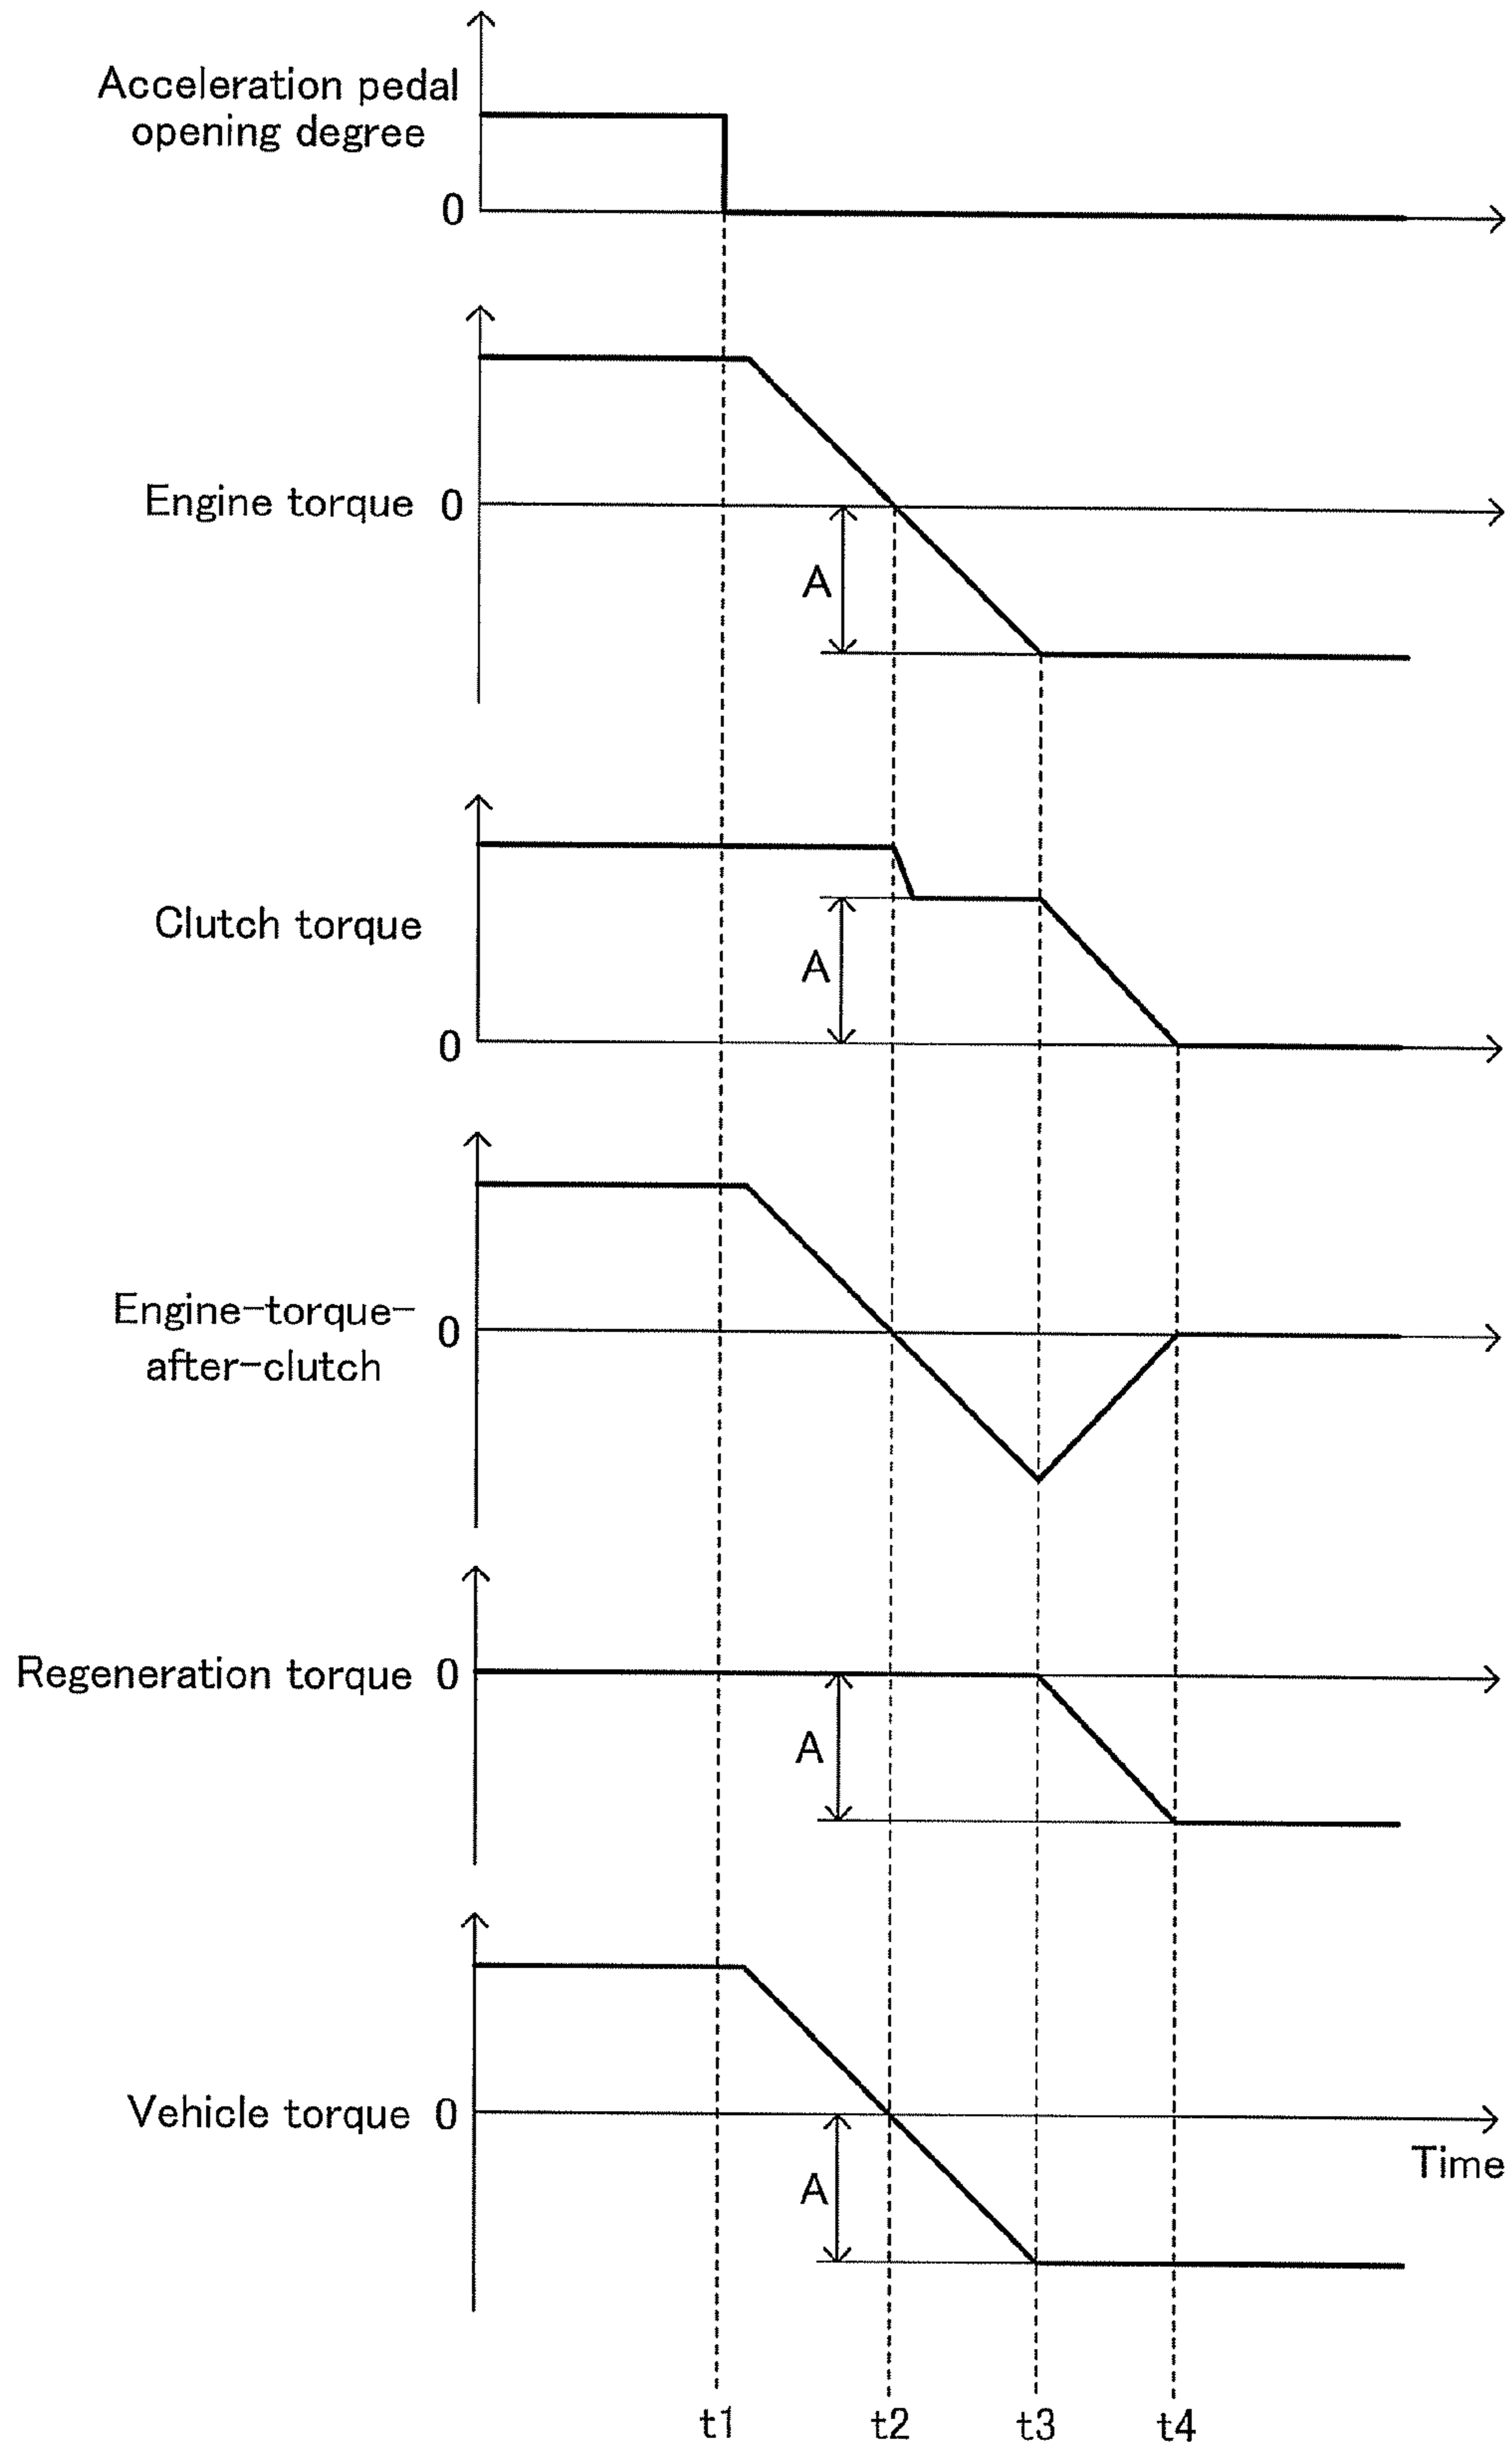 Acceleration pedal
opening degree
0
Engine torque 0
A
Clutch torque
A
0
Engine-torque-
after-clutch
0
Regeneration torque 0
A
Vehicle torque 0
Time
A
t1 t2 t3 t4